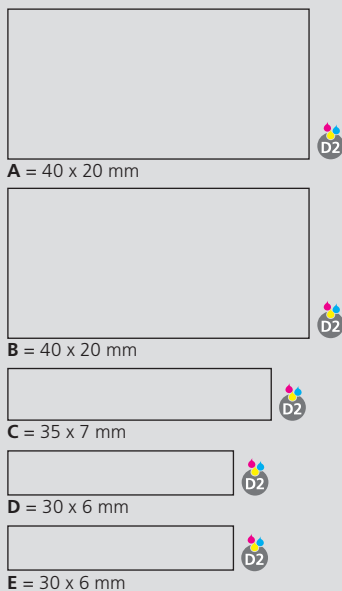 D2
A = 40 x 20 mm
D2
B = 40 x 20 mm
D2
C = 35 x 7 mm
D2
D = 30 x 6 mm
D2
E = 30 x 6 mm